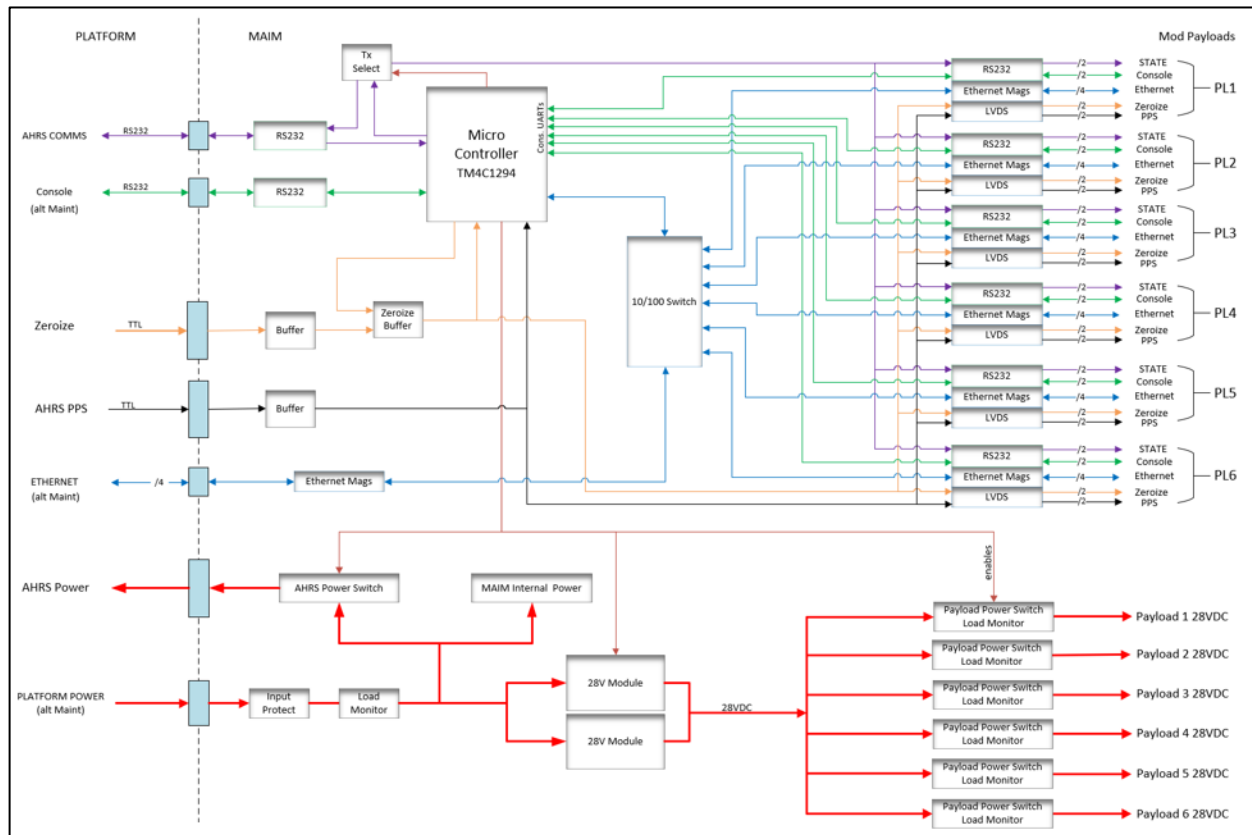 PLATFORM
MAIM
Mod Payloads
Tx
Select
Micro
Controller
TM4C1294
Cons. UARTs
AHRS COMMS
RS232
RS232
Console
(alt Maint)
RS232
RS232
Zeroize
TTL
Buffer
Zeroize
Buffer
AHRS PPS
TTL
Buffer
ETHERNET
(alt Maint)
/4
Ethernet Mags
10/100 Switch
RS232
Ethernet Mags
LVDS
/2
/2
/4
/2
/2
STATE
Console
Ethernet
Zeroize
PPS
PL1
RS232
Ethernet Mags
LVDS
/2
/2
/4
/2
/2
STATE
Console
Ethernet
Zeroize
PPS
PL2
RS232
Ethernet Mags
LVDS
/2
/2
/4
/2
/2
STATE
Console
Ethernet
Zeroize
PPS
PL3
RS232
Ethernet Mags
LVDS
/2
/2
/4
/2
/2
STATE
Console
Ethernet
Zeroize
PPS
PL4
RS232
Ethernet Mags
LVDS
/2
/2
/4
/2
/2
STATE
Console
Ethernet
Zeroize
PPS
PL5
RS232
Ethernet Mags
LVDS
/2
/2
/4
/2
/2
STATE
Console
Ethernet
Zeroize
PPS
PL6
AHRS Power
AHRS Power Switch
MAIM Internal Power
enables
PLATFORM POWER
(alt Maint)
Input
Protect
Load
Monitor
28V Module
28V Module
28VDC
Payload Power Switch
Load Monitor
Payload 1 28VDC
Payload Power Switch
Load Monitor
Payload 2 28VDC
Payload Power Switch
Load Monitor
Payload 3 28VDC
Payload Power Switch
Load Monitor
Payload 4 28VDC
Payload Power Switch
Load Monitor
Payload 5 28VDC
Payload Power Switch
Load Monitor
Payload 6 28VDC